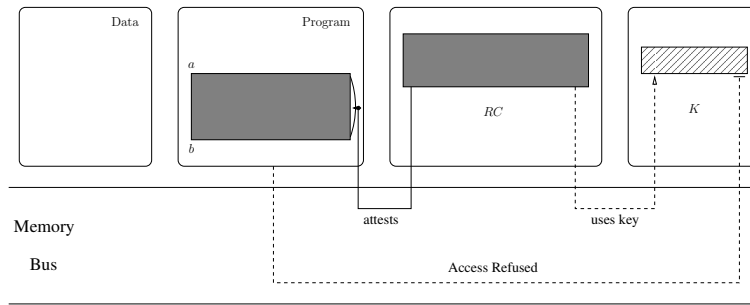 Data
Program
a
b
RC
K
attests
uses key
Memory
Bus
Access Refused